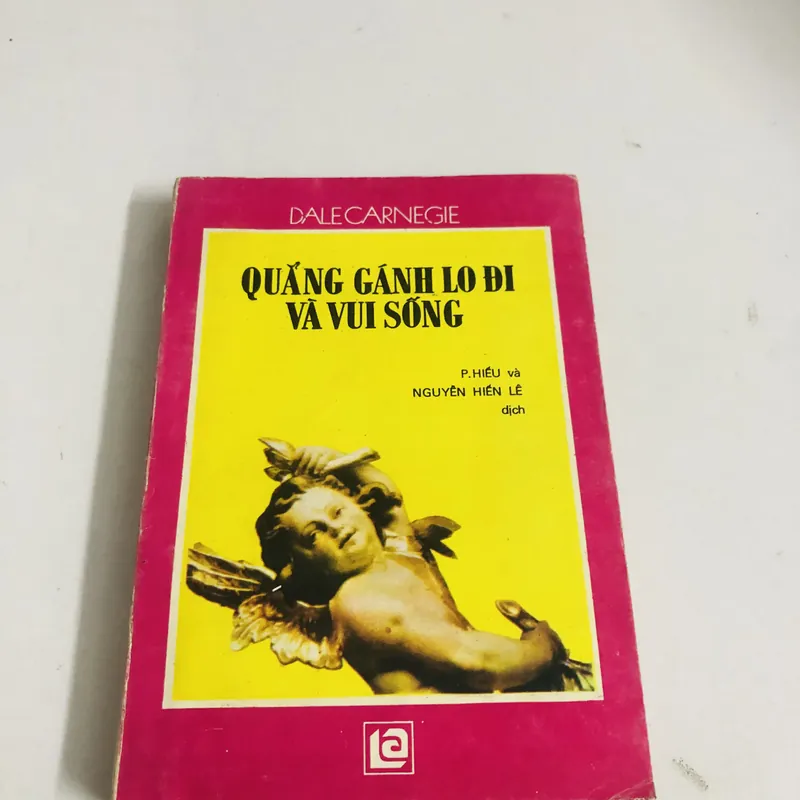 DALE CARNEGIE
QUẲNG GÁNH LO ĐI
VÀ VUI SỐNG
P.HIẾU và
NGUYỄN HIẾN LÊ
dịch